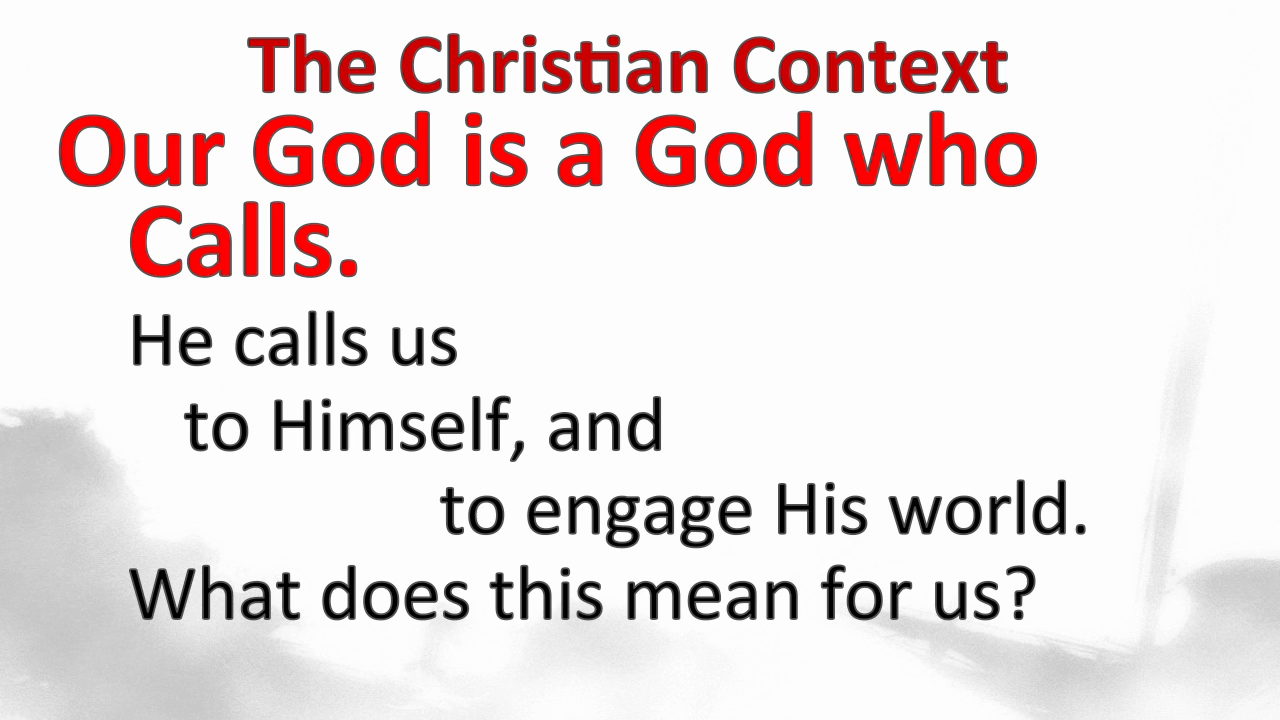 The Christian Context
Our God is a God who
Calls.
He calls us
to Himself, and
to engage His world.
What does this mean for us?